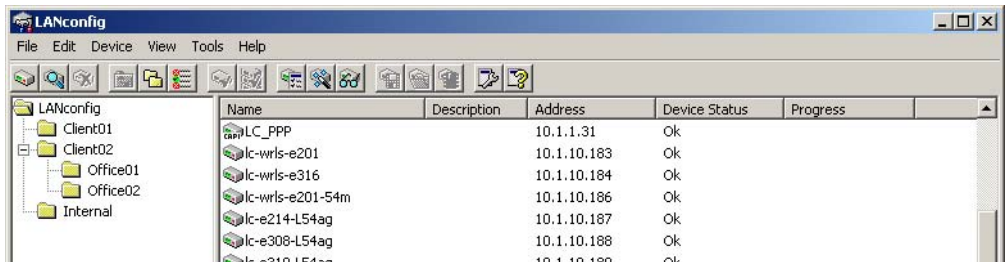 LANconfig
File Edit Device View Tools Help
LANconfig
Client01
Client02
Office01
Office02
Internal
Name Description Address Device Status Progress
LC_PPP 10.1.1.31 Ok
lc-wrls-e201 10.1.10.183 Ok
lc-wrls-e316 10.1.10.184 Ok
lc-wrls-e201-54m 10.1.10.186 Ok
lc-e214-L54ag 10.1.10.187 Ok
lc-e308-L54ag 10.1.10.188 Ok